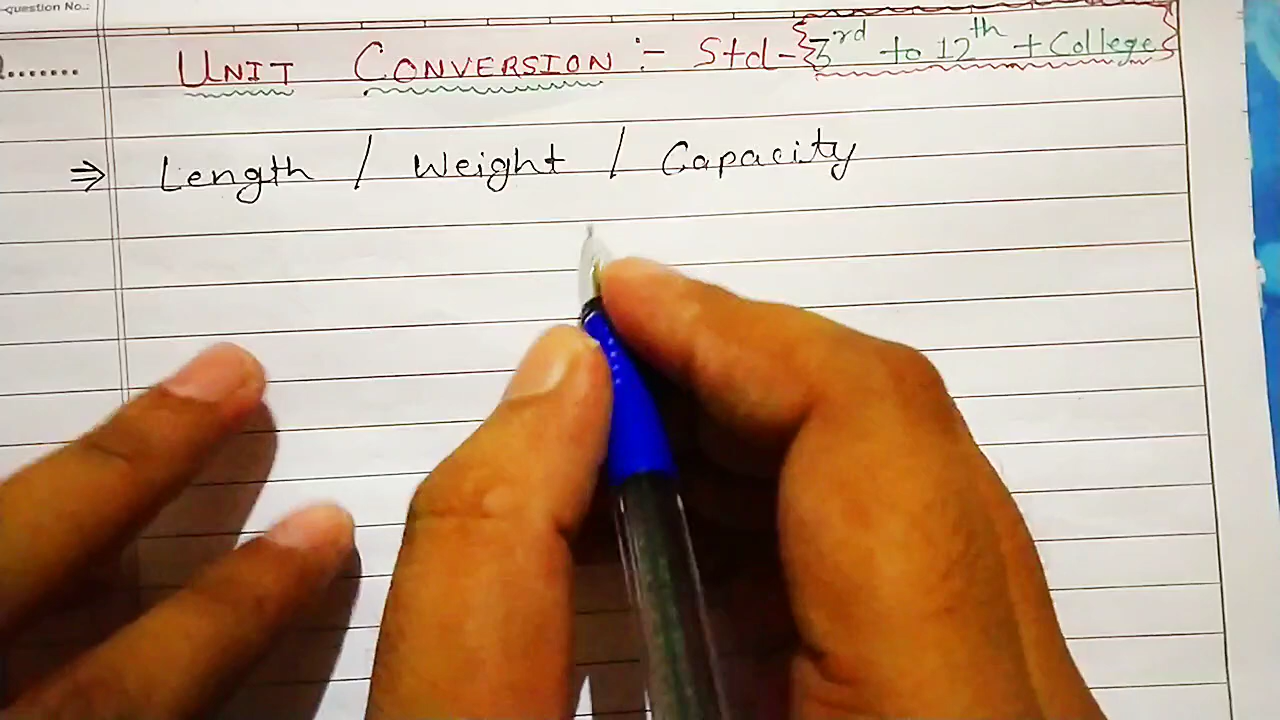 question No.:
UNIT CONVERSION :- Std-{3rd to 12th + College}
⇒ Length / Weight / Capacity